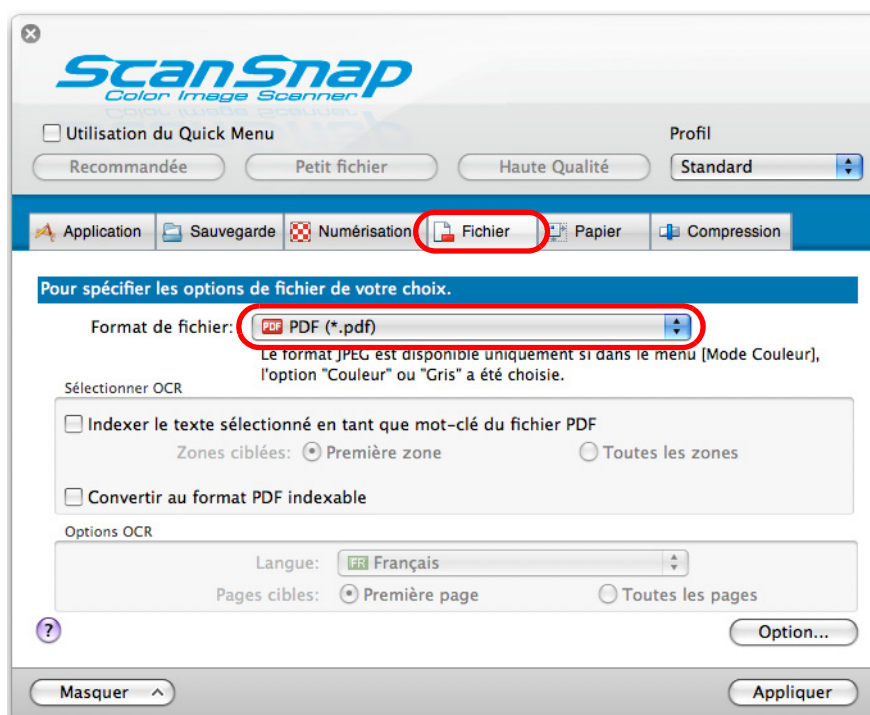 ScanSnap
Color Image Scanner
Utilisation du Quick Menu
Profil
Recommandée
Petit fichier
Haute Qualité
Standard
Application
Sauvegarde
Numérisation
Fichier
Papier
Compression
Pour spécifier les options de fichier de votre choix.
Format de fichier: PDF PDF (*.pdf)
Le format JPEG est disponible uniquement si dans le menu [Mode Couleur],
l'option "Couleur" ou "Gris" a été choisie.
Sélectionner OCR
Indexer le texte sélectionné en tant que mot-clé du fichier PDF
Zones ciblées: Première zone Toutes les zones
Convertir au format PDF indexable
Options OCR
Langue: FR Français
Pages cibles: Première page Toutes les pages
? Option...
Masquer Appliquer